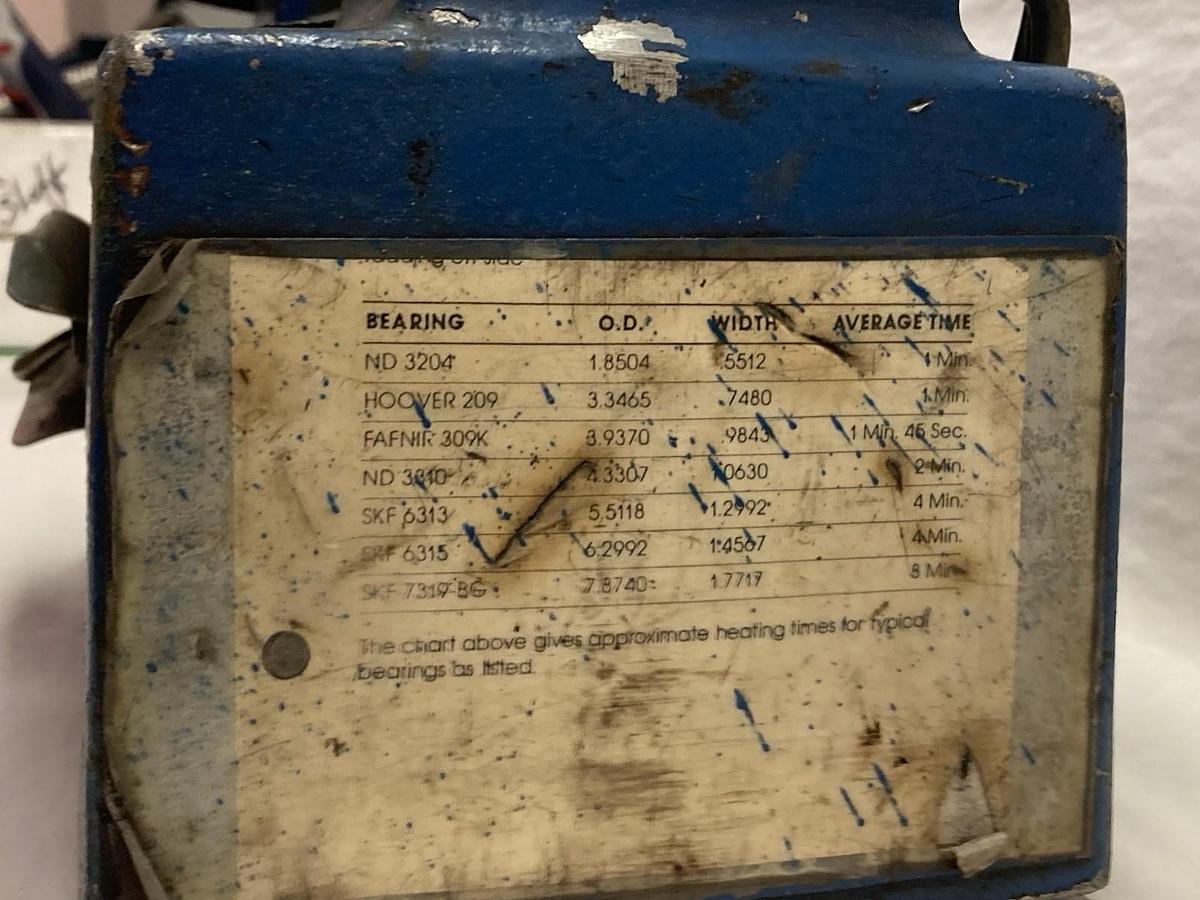 BEARING O.D. WIDTH AVERAGE TIME
ND 3204 1.8504 .5512 1 Min.
HOOVER 209 3.3465 .7480 1 Min.
FAFNIR 309K 3.9370 .9843 1 Min. 45 Sec.
ND 3310 4.3307 1.0630 2 Min.
SKF 6313 5.5118 1.2992 4 Min.
SKF 6315 6.2992 1.4567 4 Min.
SKF 7319-BG 7.8740 1.7717 8 Min.
The chart above gives approximate heating times for typical
bearings as listed.